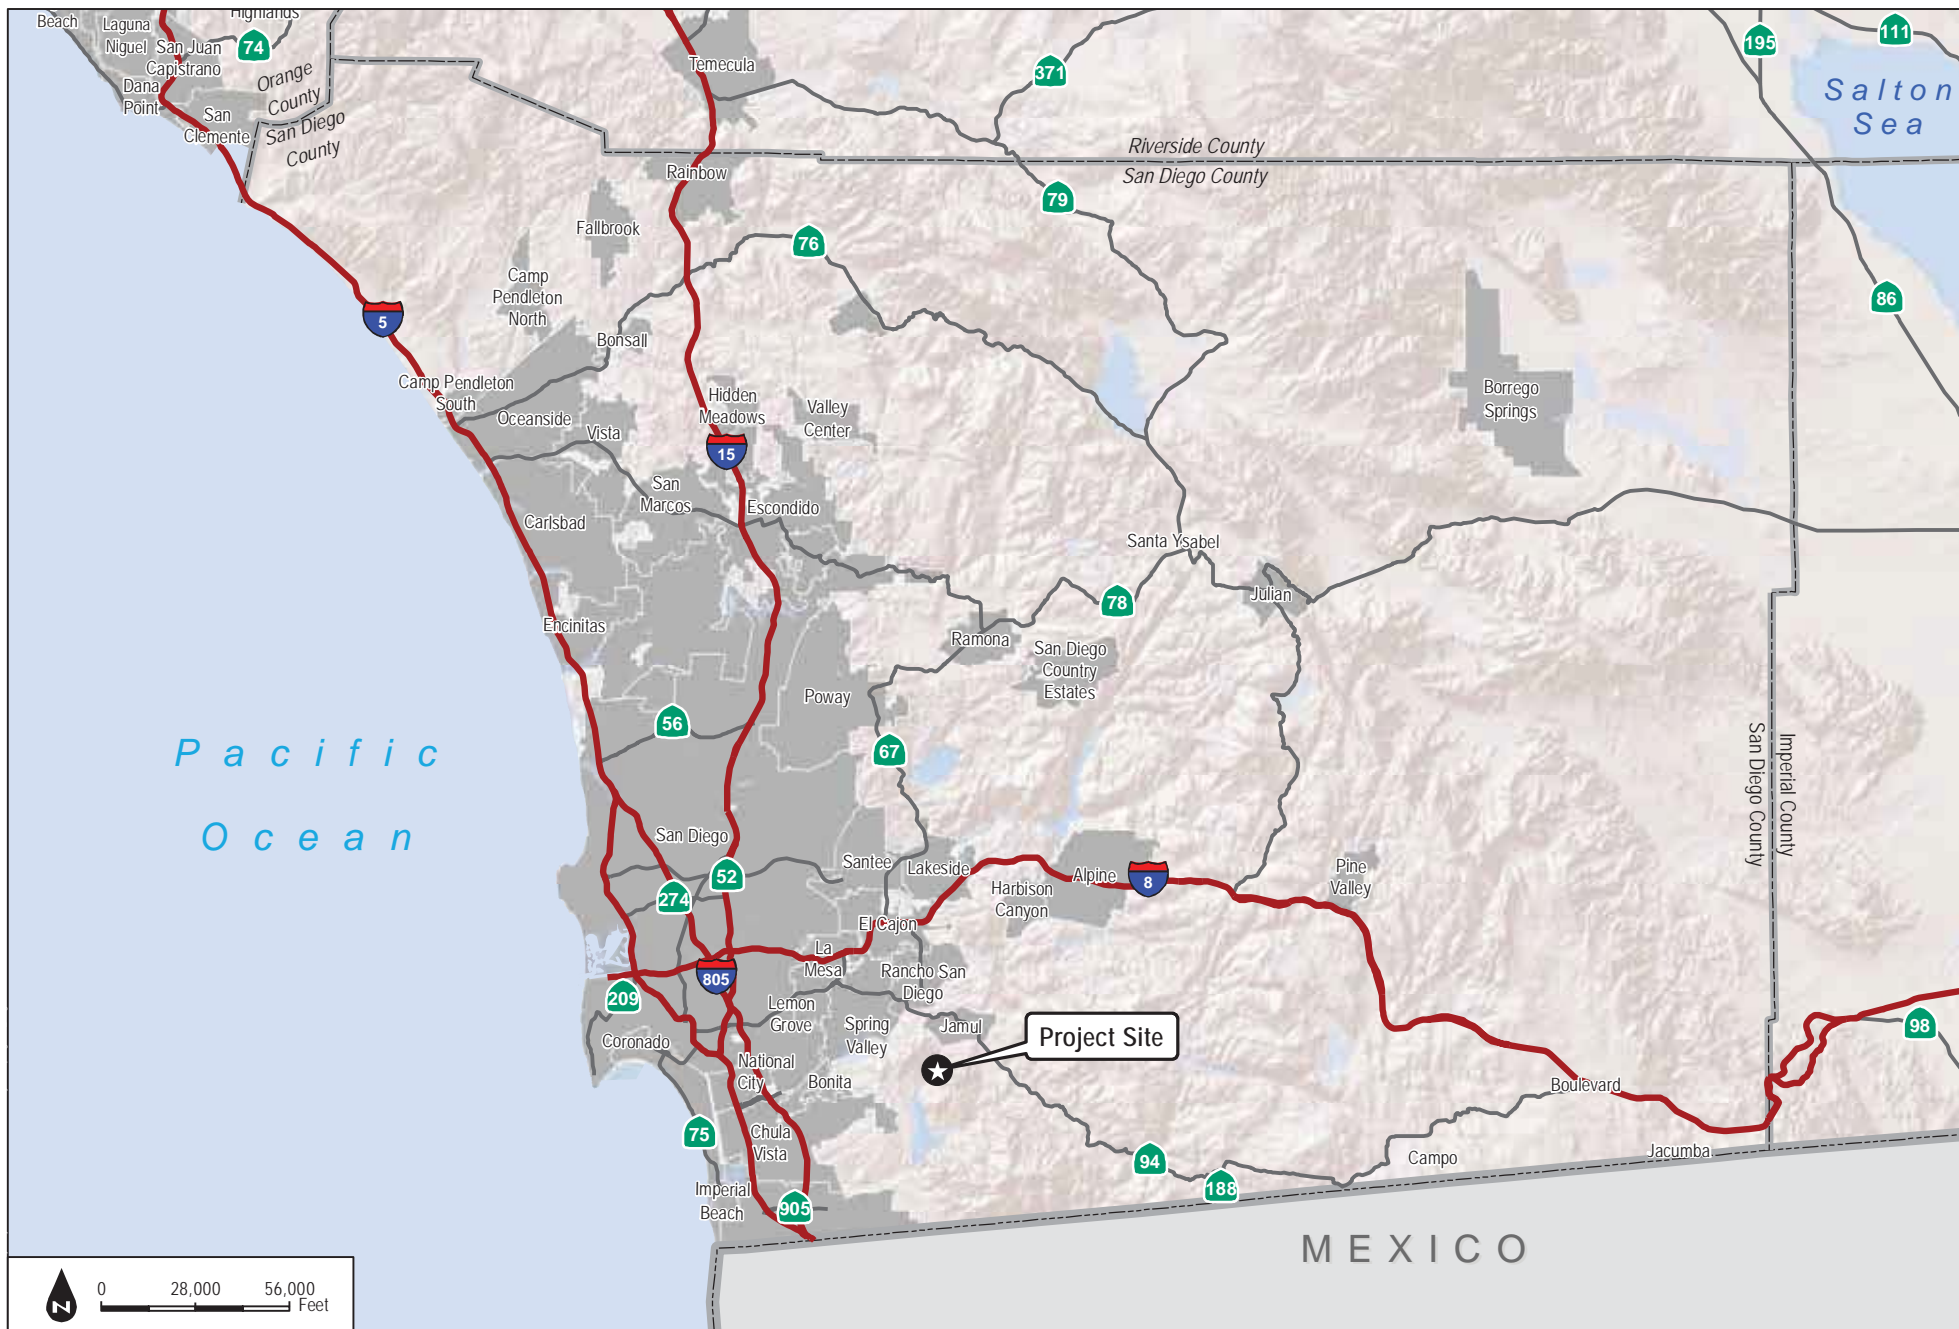 Beach
Laguna
Niguel
Highlands
San Juan
Capistrano
74
Dana
Point
San
Clemente
Orange
County
San Diego
County
Temecula
371
195
111
Salton
Sea
Riverside County
San Diego County
Rainbow
79
Fallbrook
76
Camp
Pendleton
North
86
5
Bonsall
Camp Pendleton
South
Oceanside
Hidden
Meadows
Valley
Center
Borrego
Springs
Vista
15
San
Marcos
Escondido
Carlsbad
Santa Ysabel
78
Julian
Encinitas
Ramona
San Diego
Country
Estates
Poway
56
67
Pacific
Ocean
San Diego County
Imperial County
San Diego
52
Santee
Lakeside
274
Harbison
Canyon
Alpine
8
Pine
Valley
El Cajon
La
Mesa
805
Rancho San
Diego
209
Lemon
Grove
Spring
Valley
Jamul
Project Site
98
Coronado
National
City
Bonita
Boulevard
75
Chula
Vista
94
188
Campo
Jacumba
Imperial
Beach
905
MEXICO
N
0 28,000 56,000
Feet